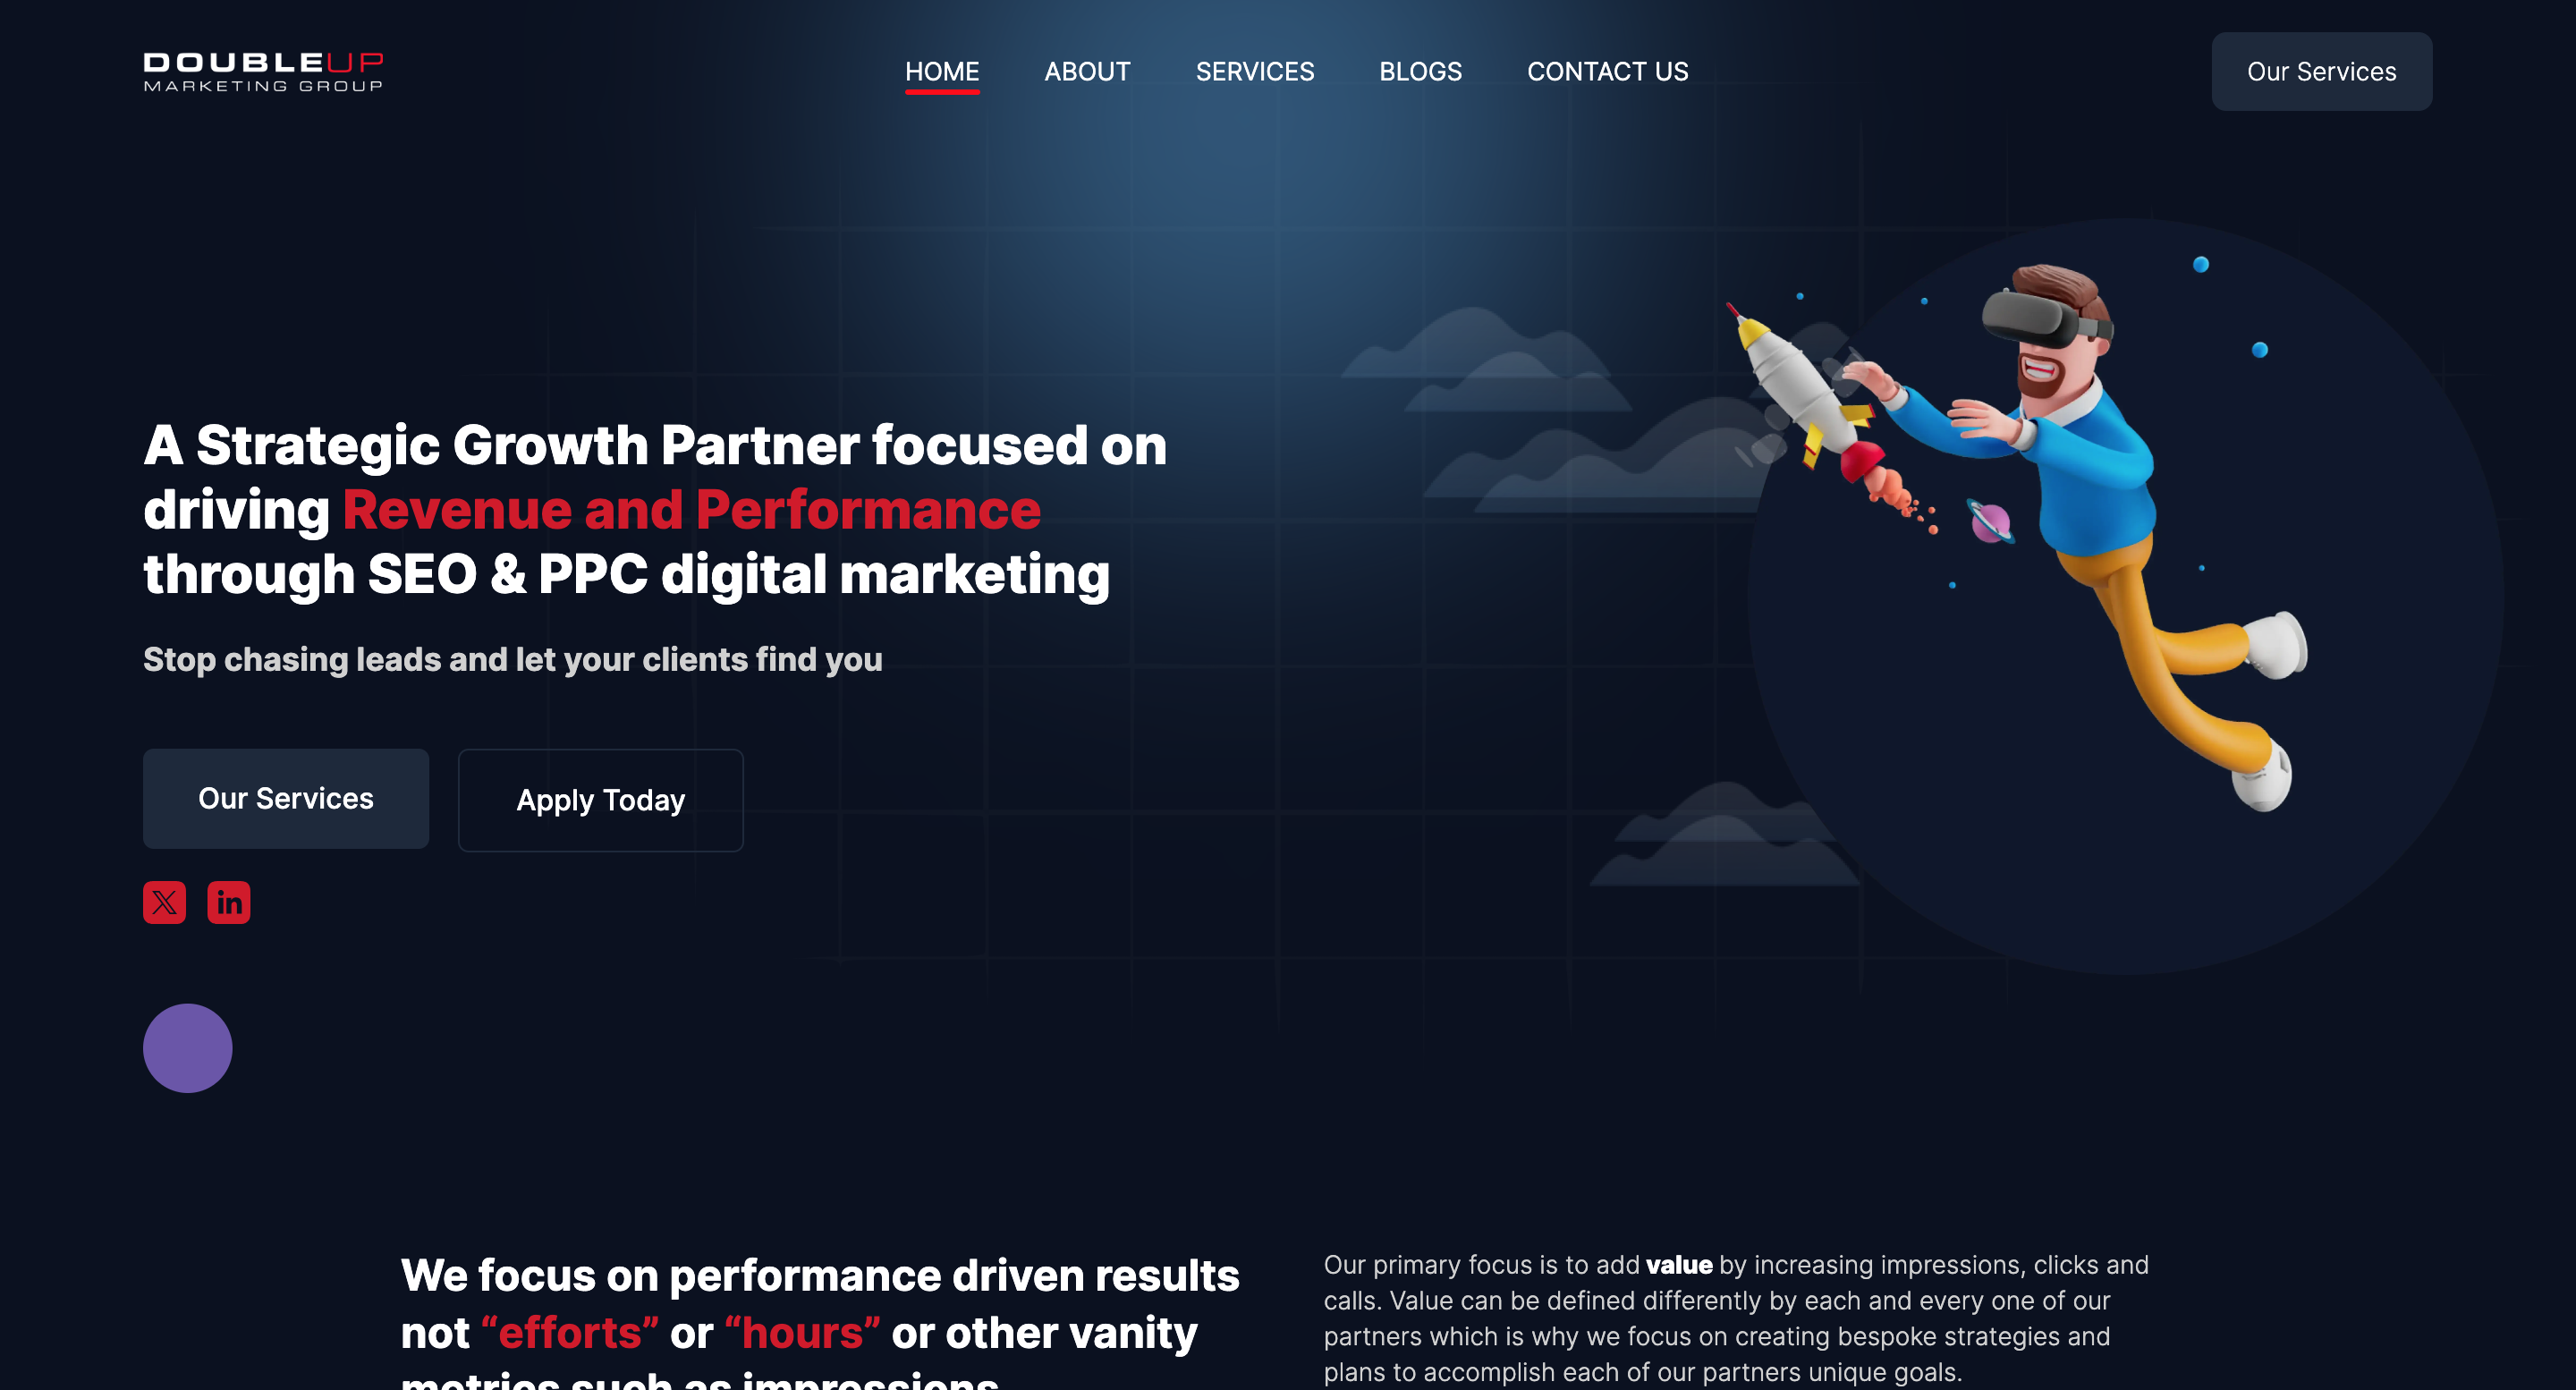 DOUBLEUP
MARKETING GROUP
HOME
ABOUT
SERVICES
BLOGS
CONTACT US
Our Services
A Strategic Growth Partner focused on
driving Revenue and Performance
through SEO & PPC digital marketing
Stop chasing leads and let your clients find you
Our Services
Apply Today
X
in
We focus on performance driven results
not “efforts” or “hours” or other vanity
metrics such as impressions
Our primary focus is to add value by increasing impressions, clicks and
calls. Value can be defined differently by each and every one of our
partners which is why we focus on creating bespoke strategies and
plans to accomplish each of our partners unique goals.